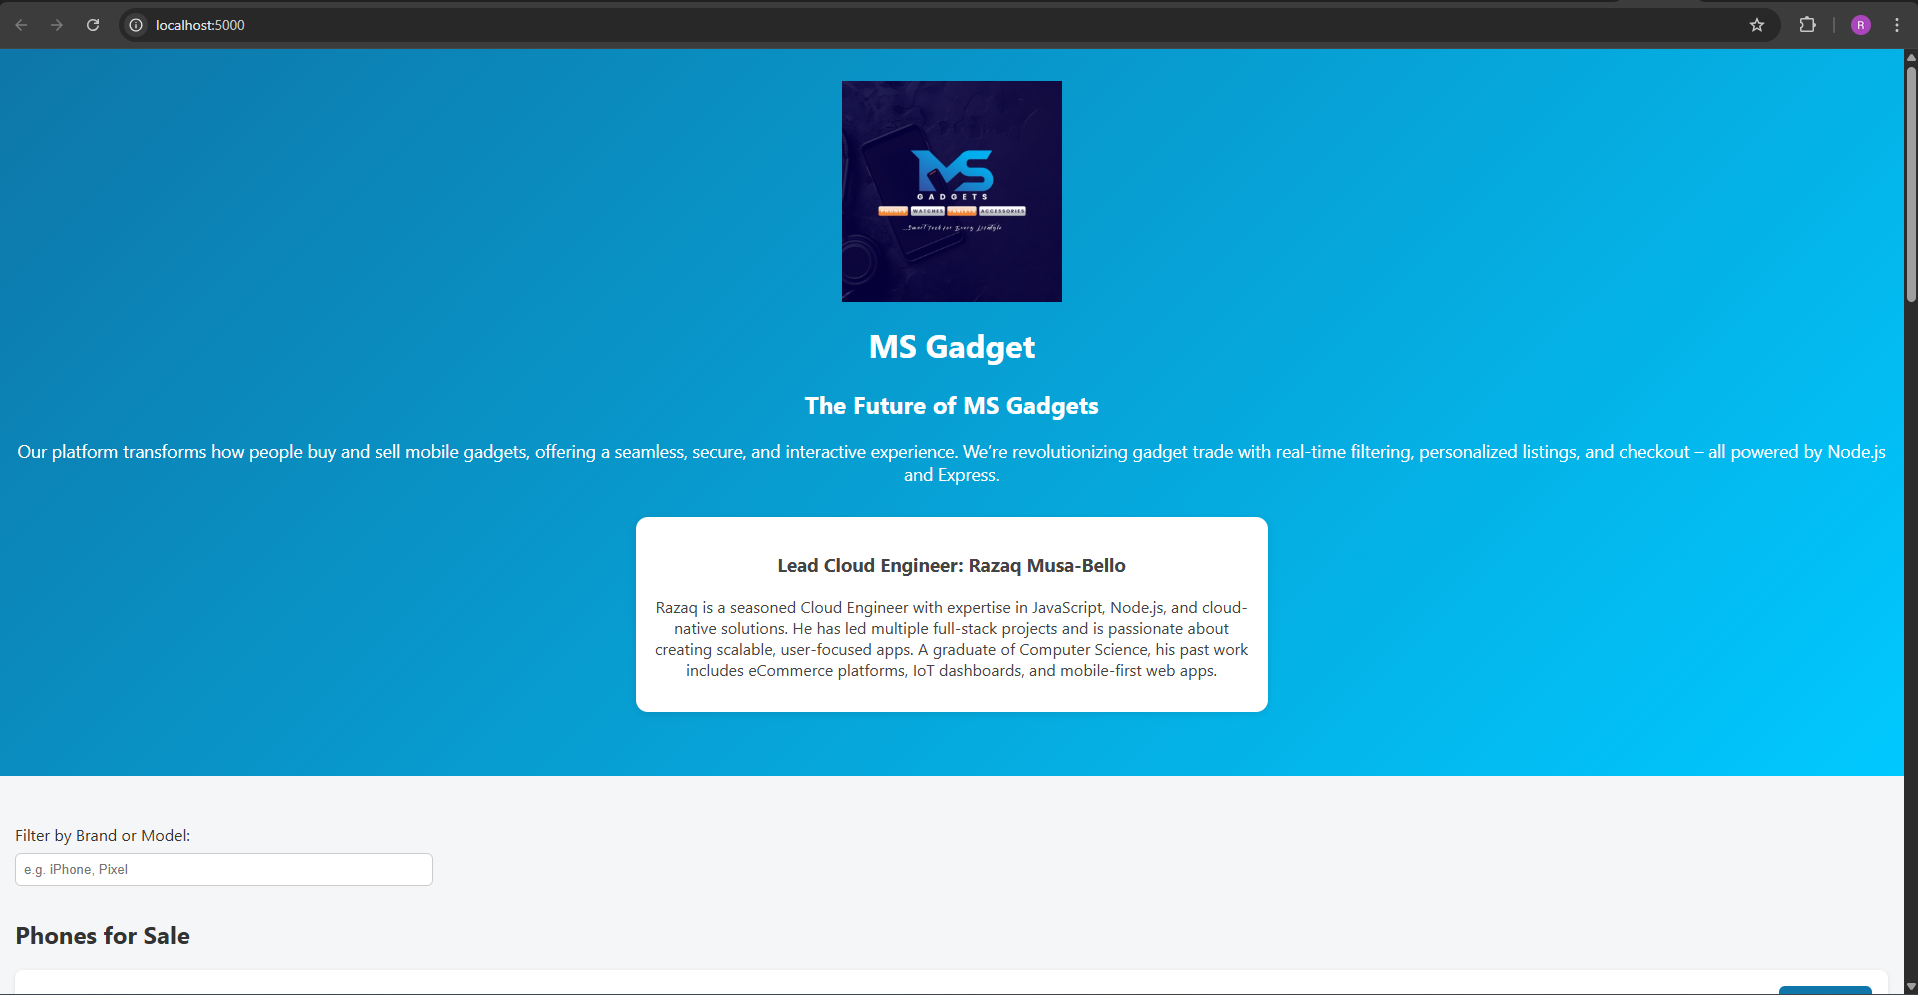 localhost:5000
R
MS
GADGETS
PHONES WATCHES TABLETS ACCESSORIES
...Smart Tech for Every Lifestyle
MS Gadget
The Future of MS Gadgets
Our platform transforms how people buy and sell mobile gadgets, offering a seamless, secure, and interactive experience. We’re revolutionizing gadget trade with real-time filtering, personalized listings, and checkout – all powered by Node.js
and Express.
Lead Cloud Engineer: Razaq Musa-Bello
Razaq is a seasoned Cloud Engineer with expertise in JavaScript, Node.js, and cloud-
native solutions. He has led multiple full-stack projects and is passionate about
creating scalable, user-focused apps. A graduate of Computer Science, his past work
includes eCommerce platforms, IoT dashboards, and mobile-first web apps.
Filter by Brand or Model:
e.g. iPhone, Pixel
Phones for Sale